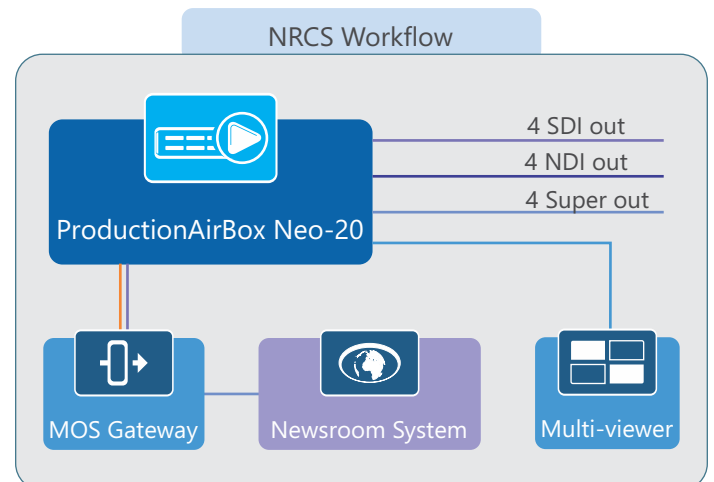 NRCS Workflow
4 SDI out
4 NDI out
4 Super out
ProductionAirBox Neo-20
MOS Gateway
Newsroom System
Multi-viewer